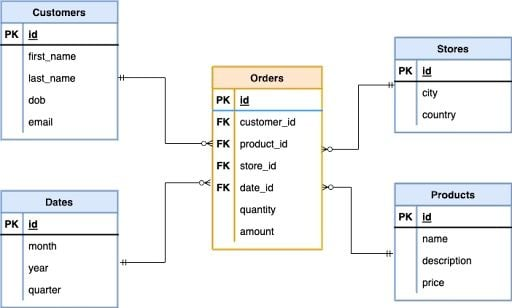 Customers
PK id
first_name
last_name
dob
email
Orders
PK id
FK customer_id
FK product_id
FK store_id
FK date_id
quantity
amount
Stores
PK id
city
country
Dates
PK id
month
year
quarter
Products
PK id
name
description
price